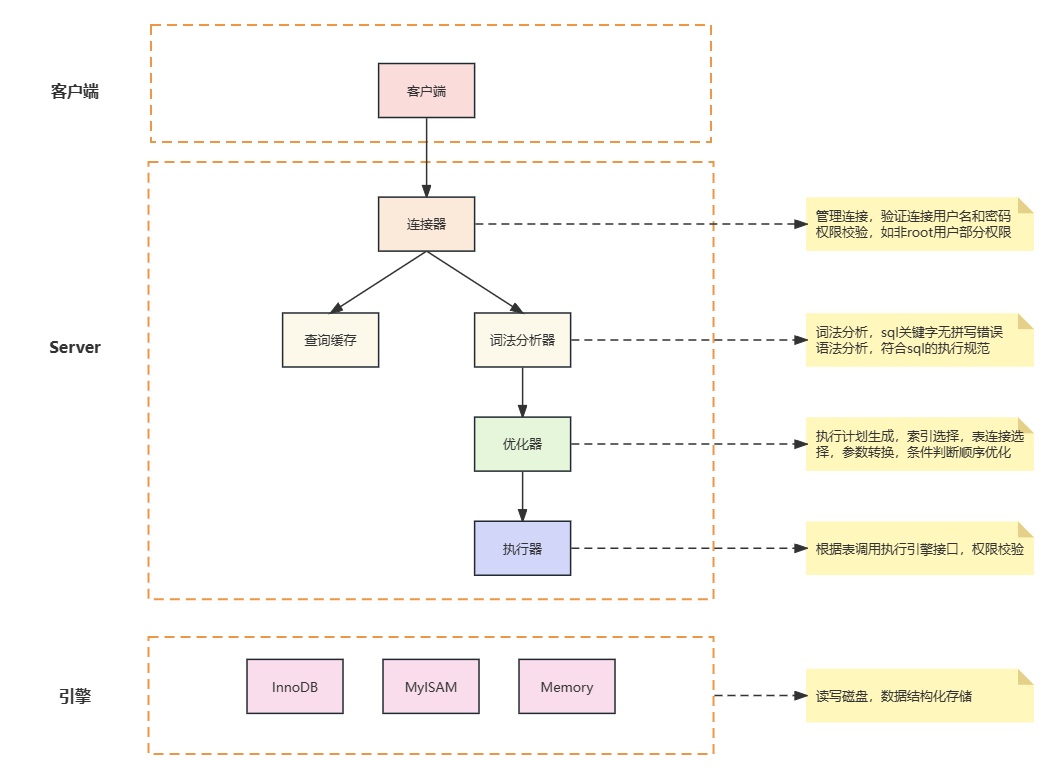 客户端
客户端
Server
连接器
管理连接，验证连接用户名和密码
权限校验，如非root用户部分权限
查询缓存
词法分析器
词法分析，sql关键字无拼写错误
语法分析，符合sql的执行规范
优化器
执行计划生成，索引选择，表连接选
择，参数转换，条件判断顺序优化
执行器
根据表调用执行引擎接口，权限校验
引擎
InnoDB
MyISAM
Memory
读写磁盘，数据结构化存储